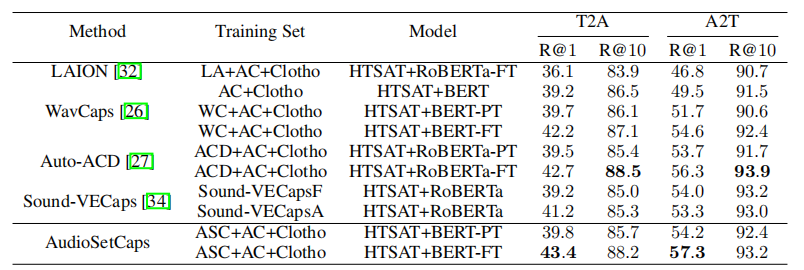 Method Training Set Model T2A A2T
R@1 R@10 R@1 R@10
LAION [32] LA+AC+Clotho HTSAT+RoBERTa-FT 36.1 83.9 46.8 90.7
WavCaps [26] AC+Clotho HTSAT+BERT 39.2 86.5 49.5 91.5
WC+AC+Clotho HTSAT+BERT-PT 39.7 86.1 51.7 90.6
WC+AC+Clotho HTSAT+BERT-FT 42.2 87.1 54.6 92.4
Auto-ACD [27] ACD+AC+Clotho HTSAT+RoBERTa-PT 39.5 85.4 53.7 91.7
ACD+AC+Clotho HTSAT+RoBERTa-FT 42.7 88.5 56.3 93.9
Sound-VECaps [34] Sound-VECapsF HTSAT+RoBERTa 39.2 85.0 54.0 93.2
Sound-VECapsA HTSAT+RoBERTa 41.2 85.3 53.3 93.0
AudioSetCaps ASC+AC+Clotho HTSAT+BERT-PT 39.8 85.7 54.2 92.4
ASC+AC+Clotho HTSAT+BERT-FT 43.4 88.2 57.3 93.2